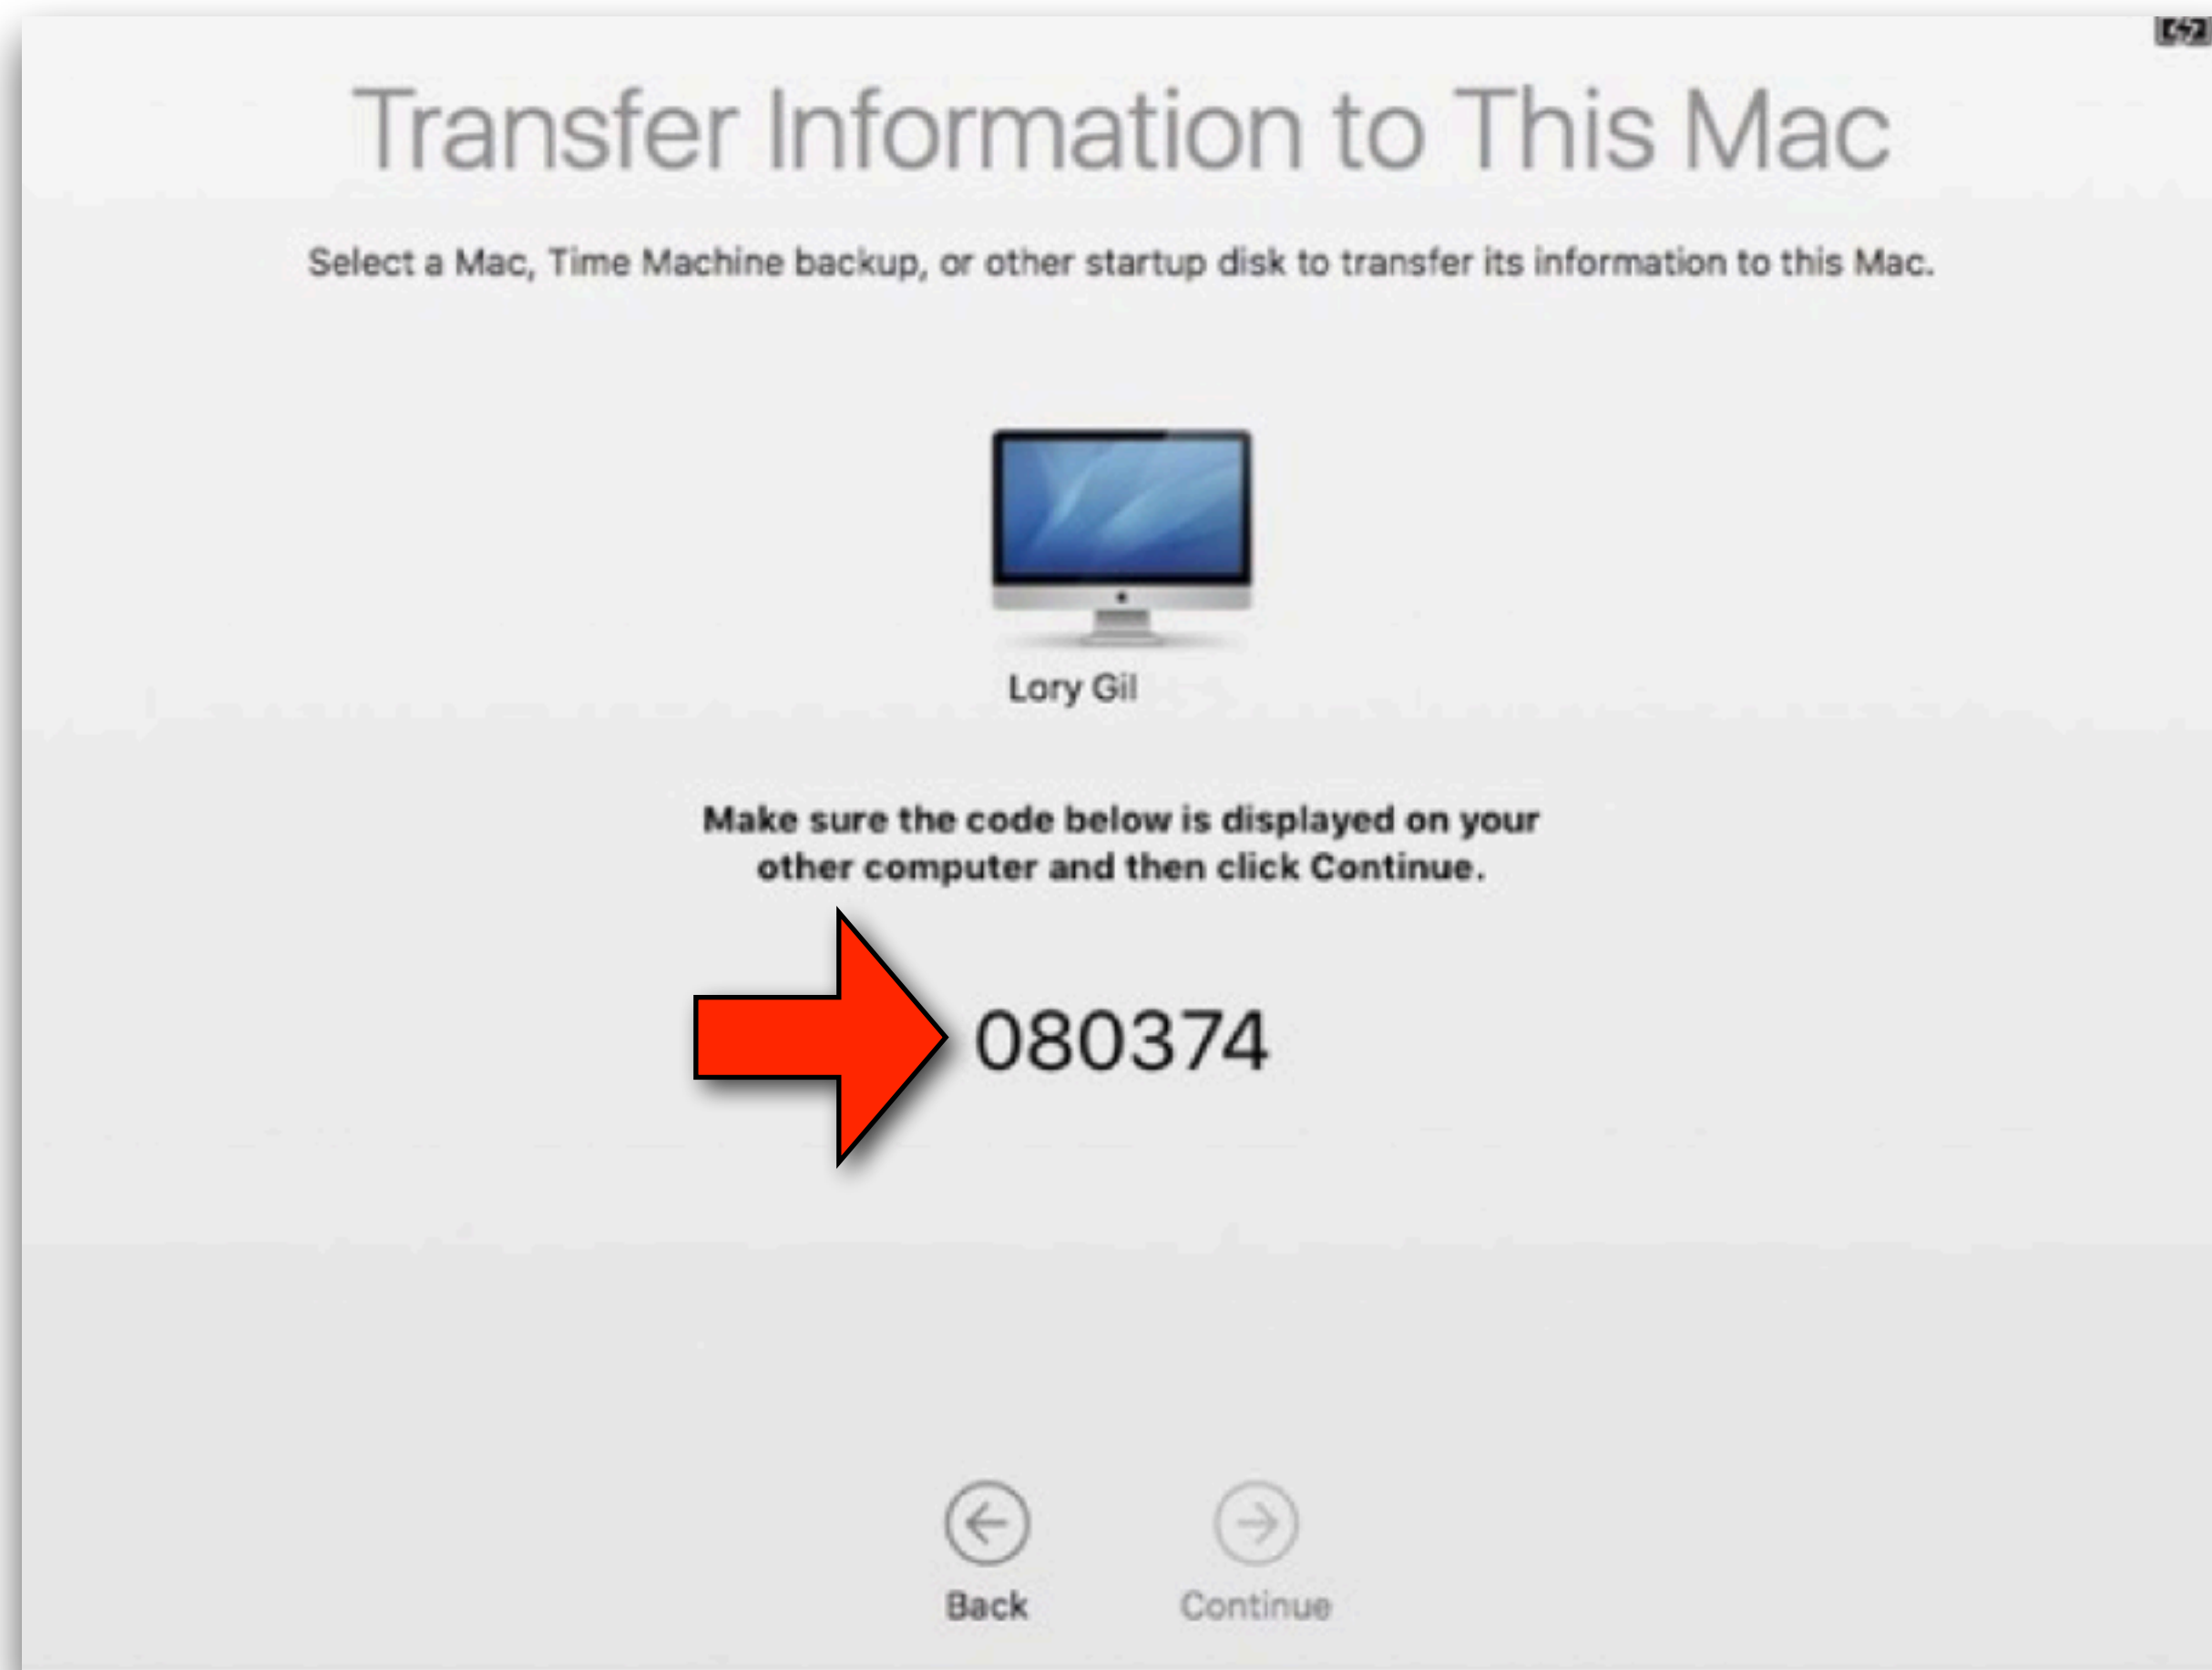 Transfer Information to This Mac
Select a Mac, Time Machine backup, or other startup disk to transfer its information to this Mac.
Lory Gil
Make sure the code below is displayed on your
other computer and then click Continue.
080374
Back
Continue